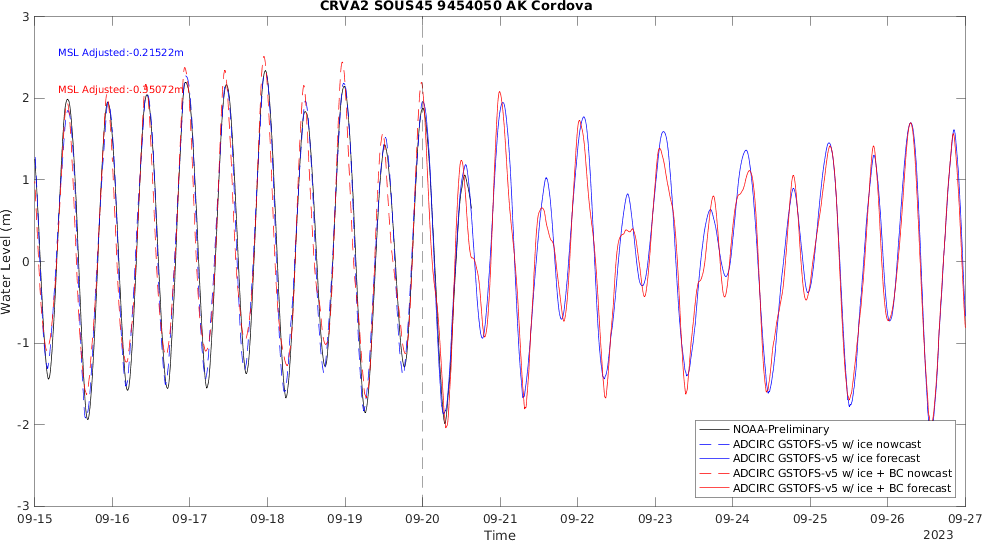 CRVA2 SOUS45 9454050 AK Cordova
MSL Adjusted:-0.21522m
MSL Adjusted:-0.35072m
Water Level (m)
3
2
1
0
-1
-2
-3
NOAA-Preliminary
ADCIRC GSTOFS-v5 w/ ice nowcast
ADCIRC GSTOFS-v5 w/ ice forecast
ADCIRC GSTOFS-v5 w/ ice + BC nowcast
ADCIRC GSTOFS-v5 w/ ice + BC forecast
09-15 09-16 09-17 09-18 09-19 09-20 09-21 09-22 09-23 09-24 09-25 09-26 09-27
Time
2023